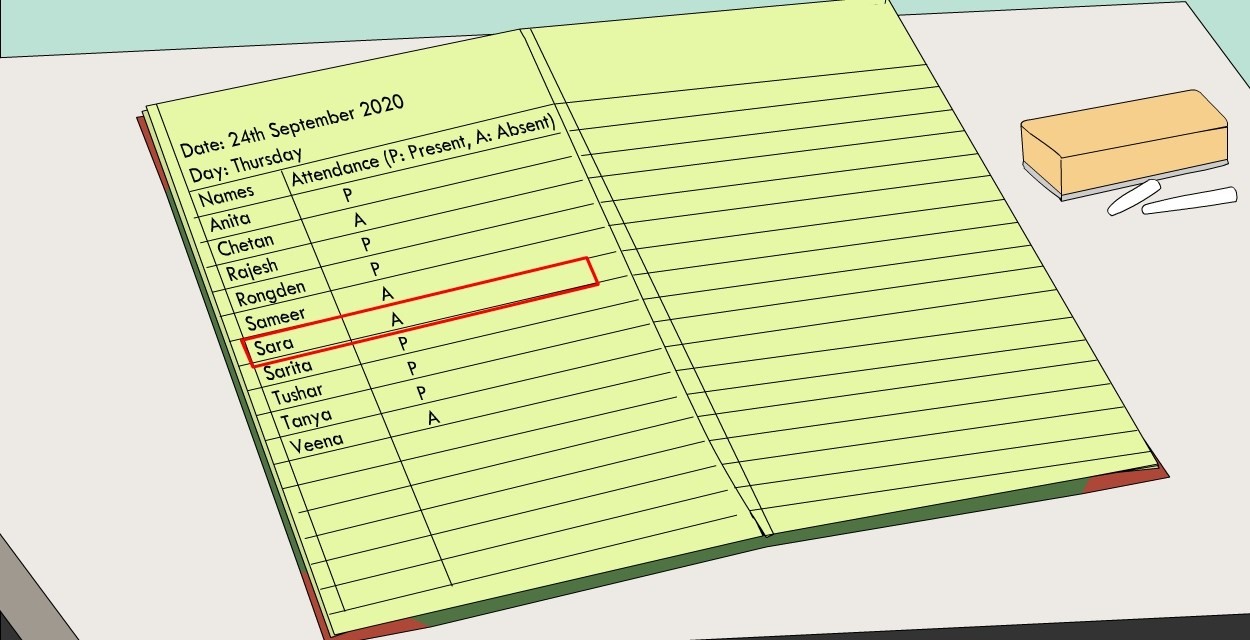 Date: 24th September 2020
Day: Thursday
Names Attendance (P: Present, A: Absent)
Anita P
Chetan A
Rajesh P
Rongden P
Sameer A
Sara A
Sarita P
Tushar P
Tanya P
Veena A